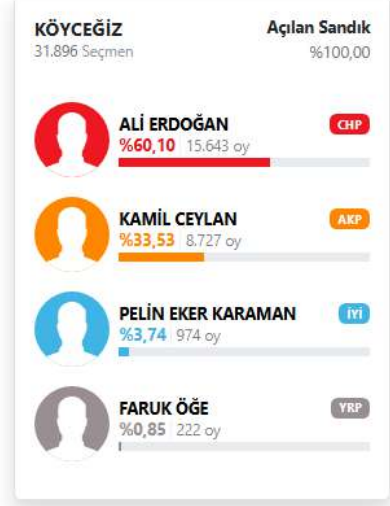 KÖYCEĞİZ Açılan Sandık
31.896 Seçmen %100,00
ALİ ERDOĞAN CHP
%60,10 15.643 oy
KAMİL CEYLAN AKP
%33,53 8.727 oy
PELİN EKER KARAMAN İYİ
%3,74 974 oy
FARUK ÖĞE YRP
%0,85 222 oy